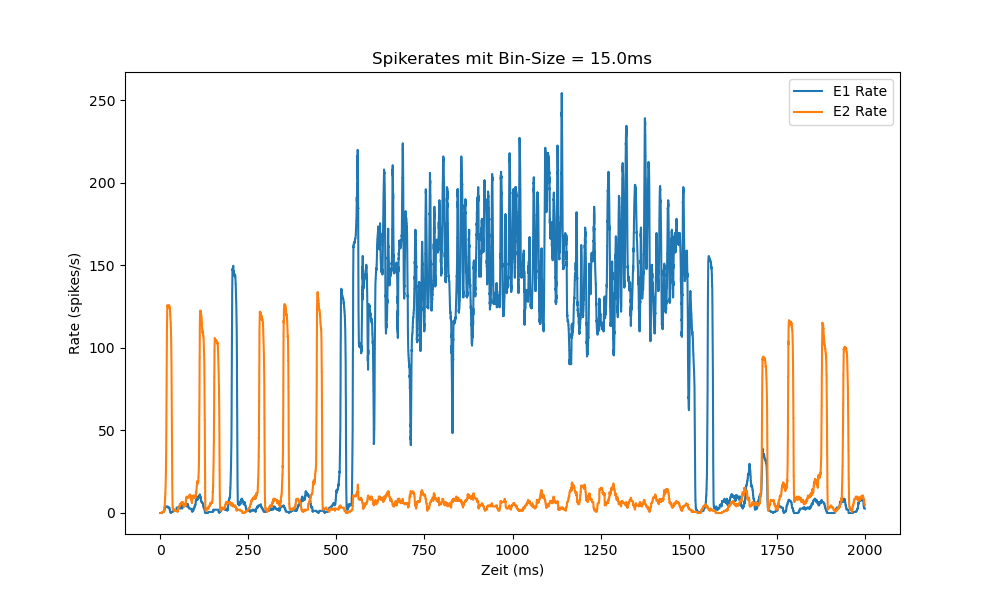 Spikerates mit Bin-Size = 15.0ms
E1 Rate
E2 Rate
250
200
150
100
50
0
Rate (spikes/s)
0 250 500 750 1000 1250 1500 1750 2000
Zeit (ms)